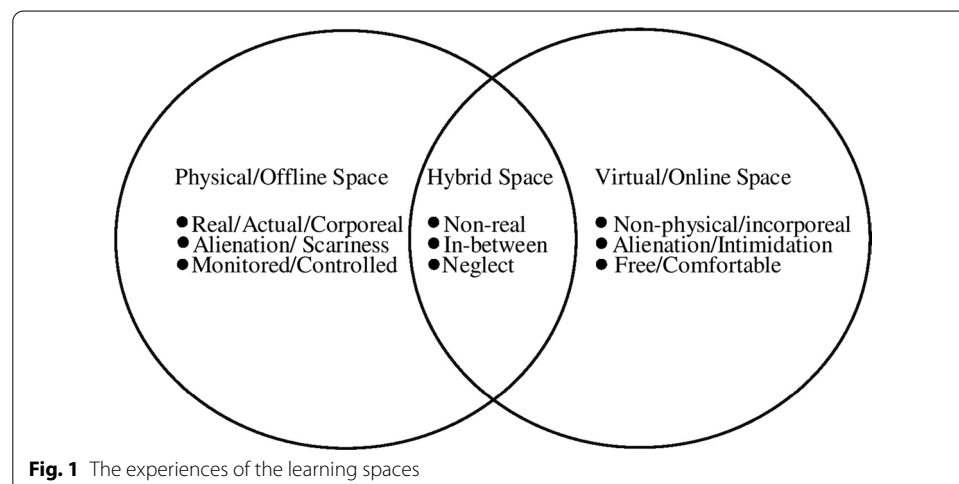 Physical/Offline Space
● Real/Actual/Corporeal
● Alienation/ Scariness
● Monitored/Controlled
Hybrid Space
● Non-real
● In-between
● Neglect
Virtual/Online Space
● Non-physical/incorporeal
● Alienation/Intimidation
● Free/Comfortable
Fig. 1 The experiences of the learning spaces